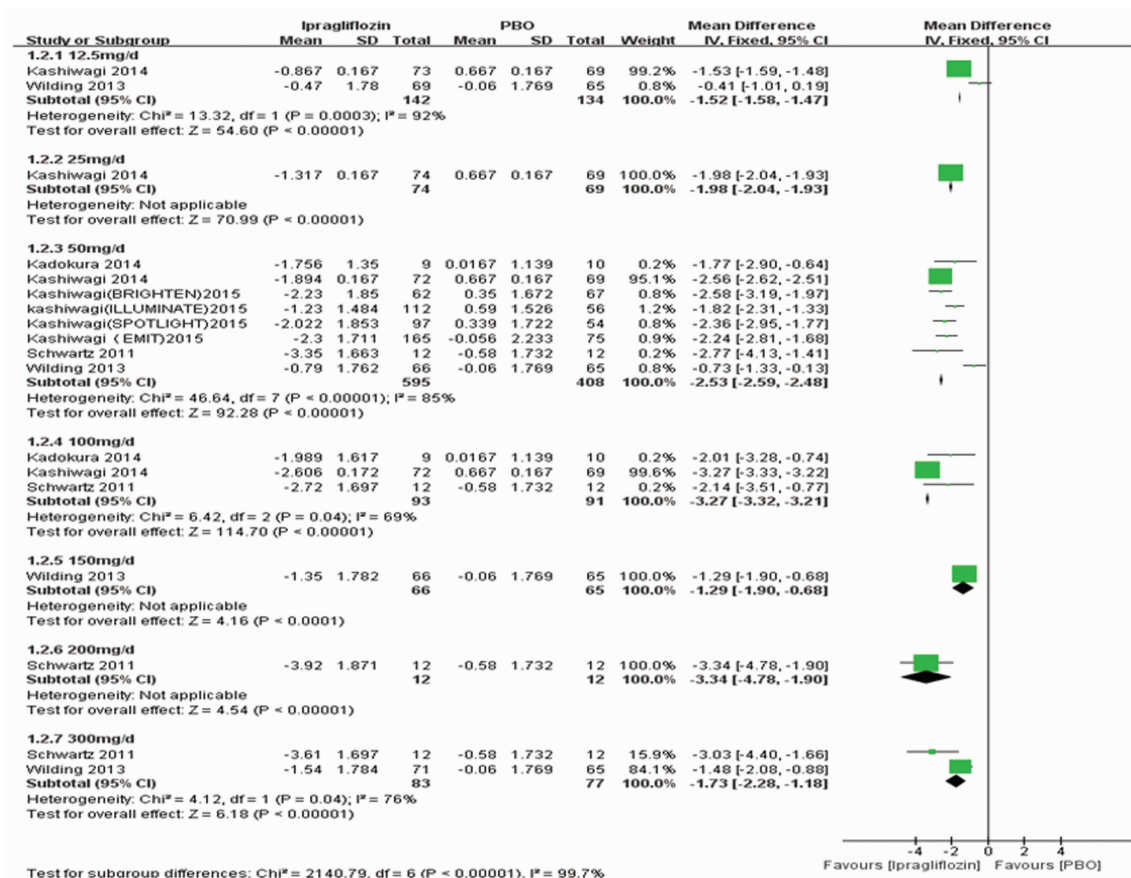 Ipragliflozin PBO Mean Difference Mean Difference
Study or Subgroup Mean SD Total Mean SD Total Weight IV, Fixed, 95% CI IV, Fixed, 95% CI
1.2.1 12.5mg/d
Kashiwagi 2014 -0.867 0.167 73 0.667 0.167 69 99.2% -1.53 [-1.59, -1.48]
Wilding 2013 -0.47 1.78 69 -0.06 1.769 65 0.8% -0.41 [-1.01, 0.19]
Subtotal (95% CI) 142 134 100.0% -1.52 [-1.58, -1.47]
Heterogeneity: Chi² = 13.32, df = 1 (P = 0.0003); I² = 92%
Test for overall effect: Z = 54.60 (P < 0.00001)
1.2.2 25mg/d
Kashiwagi 2014 -1.317 0.167 74 0.667 0.167 69 100.0% -1.98 [-2.04, -1.93]
Subtotal (95% CI) 74 69 100.0% -1.98 [-2.04, -1.93]
Heterogeneity: Not applicable
Test for overall effect: Z = 70.99 (P < 0.00001)
1.2.3 50mg/d
Kadokura 2014 -1.756 1.35 9 0.0167 1.139 10 0.2% -1.77 [-2.90, -0.64]
Kashiwagi 2014 -1.894 0.167 72 0.667 0.167 69 95.1% -2.56 [-2.62, -2.51]
Kashiwagi(BRIGHTEN)2015 -2.23 1.85 62 0.35 1.672 67 0.8% -2.58 [-3.19, -1.97]
kashiwagi(ILLUMINATE)2015 -1.23 1.484 112 0.59 1.526 56 1.2% -1.82 [-2.31, -1.33]
Kashiwagi(SPOTLIGHT)2015 -2.022 1.853 97 0.339 1.722 54 0.8% -2.36 [-2.95, -1.77]
Kashiwagi ( EMIT)2015 -2.3 1.711 165 -0.056 2.233 75 0.9% -2.24 [-2.81, -1.68]
Schwartz 2011 -3.35 1.663 12 -0.58 1.732 12 0.2% -2.77 [-4.13, -1.41]
Wilding 2013 -0.79 1.762 66 -0.06 1.769 65 0.8% -0.73 [-1.33, -0.13]
Subtotal (95% CI) 595 408 100.0% -2.53 [-2.59, -2.48]
Heterogeneity: Chi² = 46.64, df = 7 (P < 0.00001); I² = 85%
Test for overall effect: Z = 92.28 (P < 0.00001)
1.2.4 100mg/d
Kadokura 2014 -1.989 1.617 9 0.0167 1.139 10 0.2% -2.01 [-3.28, -0.74]
Kashiwagi 2014 -2.606 0.172 72 0.667 0.167 69 99.6% -3.27 [-3.33, -3.22]
Schwartz 2011 -2.72 1.697 12 -0.58 1.732 12 0.2% -2.14 [-3.51, -0.77]
Subtotal (95% CI) 93 91 100.0% -3.27 [-3.32, -3.21]
Heterogeneity: Chi² = 6.42, df = 2 (P = 0.04); I² = 69%
Test for overall effect: Z = 114.70 (P < 0.00001)
1.2.5 150mg/d
Wilding 2013 -1.35 1.782 66 -0.06 1.769 65 100.0% -1.29 [-1.90, -0.68]
Subtotal (95% CI) 66 65 100.0% -1.29 [-1.90, -0.68]
Heterogeneity: Not applicable
Test for overall effect: Z = 4.16 (P < 0.0001)
1.2.6 200mg/d
Schwartz 2011 -3.92 1.871 12 -0.58 1.732 12 100.0% -3.34 [-4.78, -1.90]
Subtotal (95% CI) 12 12 100.0% -3.34 [-4.78, -1.90]
Heterogeneity: Not applicable
Test for overall effect: Z = 4.54 (P < 0.00001)
1.2.7 300mg/d
Schwartz 2011 -3.61 1.697 12 -0.58 1.732 12 15.9% -3.03 [-4.40, -1.66]
Wilding 2013 -1.54 1.784 71 -0.06 1.769 65 84.1% -1.48 [-2.08, -0.88]
Subtotal (95% CI) 83 77 100.0% -1.73 [-2.28, -1.18]
Heterogeneity: Chi² = 4.12, df = 1 (P = 0.04); I² = 76%
Test for overall effect: Z = 6.18 (P < 0.00001)
-4 -2 0 2 4
Favours [Ipragliflozin] Favours [PBO]
Test for subgroup differences: Chi² = 2140.79, df = 6 (P < 0.00001), I² = 99.7%